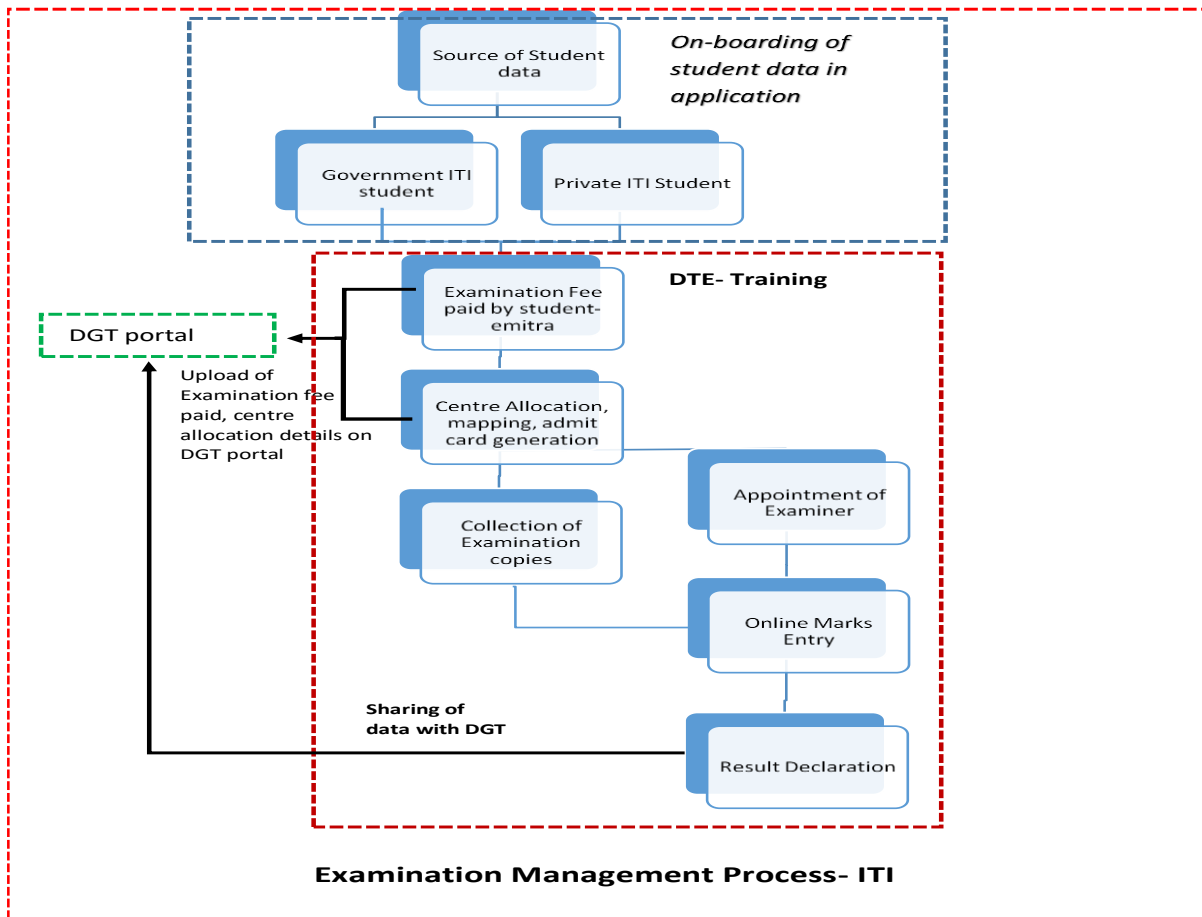 Source of Student
data
On-boarding of
student data in
application
Government ITI
student
Private ITI Student
DTE- Training
Examination Fee
paid by student-
emitra
DGT portal
Upload of
Examination fee
paid, centre
allocation details on
DGT portal
Centre Allocation,
mapping, admit
card generation
Appointment of
Examiner
Collection of
Examination
copies
Online Marks
Entry
Sharing of
data with DGT
Result Declaration
Examination Management Process- ITI